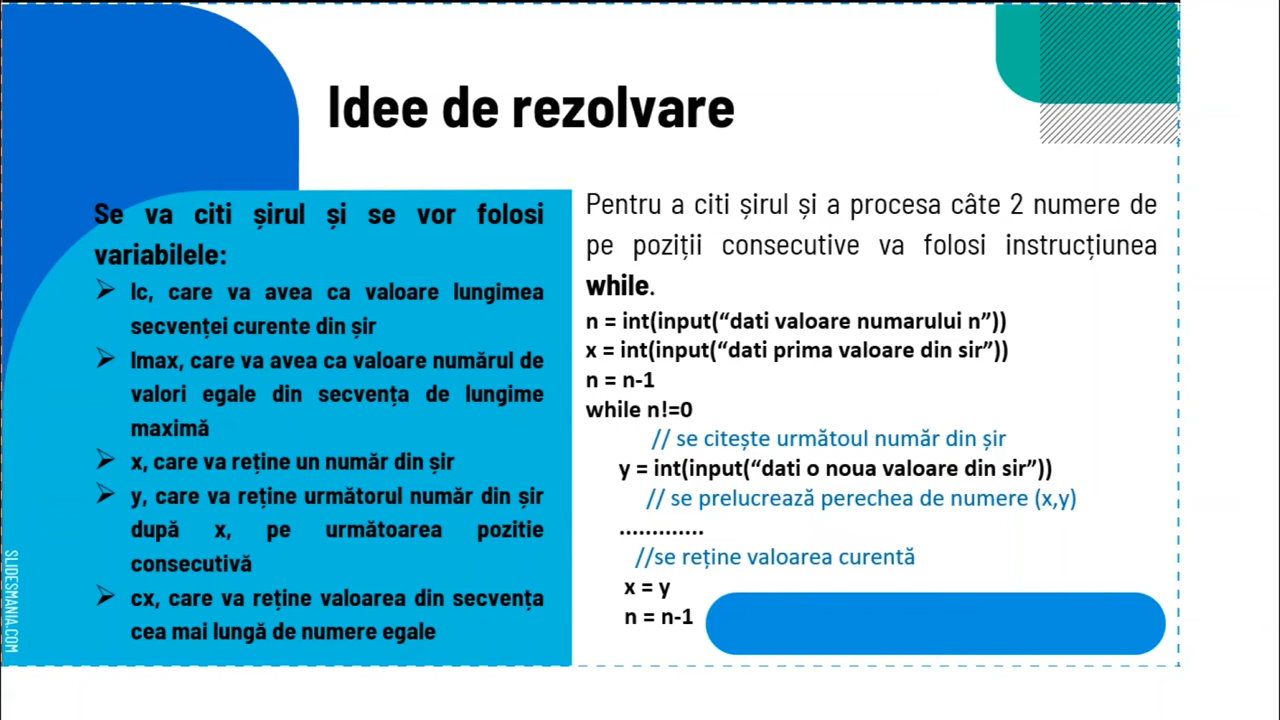 Idee de rezolvare
Se va citi șirul și se vor folosi
variabilele:
➢ lc, care va avea ca valoare lungimea
secvenței curente din șir
➢ lmax, care va avea ca valoare numărul de
valori egale din secvența de lungime
maximă
➢ x, care va reține un număr din șir
➢ y, care va reține următorul număr din șir
după x, pe următoarea pozitie
consecutivă
➢ cx, care va reține valoarea din secvența
cea mai lungă de numere egale
Pentru a citi șirul și a procesa câte 2 numere de
pe poziții consecutive va folosi instrucțiunea
while.
n = int(input(“dati valoare numarului n”))
x = int(input(“dati prima valoare din sir”))
n = n-1
while n!=0
// se citește următoul număr din șir
y = int(input(“dati o noua valoare din sir”))
// se prelucrează perechea de numere (x,y)
.............
//se reține valoarea curentă
x = y
n = n-1
SLIDESMANIA.COM